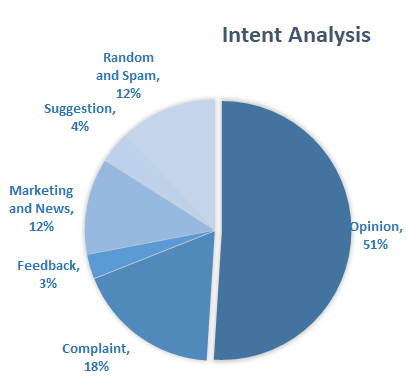 Intent Analysis
Random
and Spam,
12%
Suggestion,
4%
Marketing
and News,
12%
Feedback,
3%
Complaint,
18%
Opinion,
51%